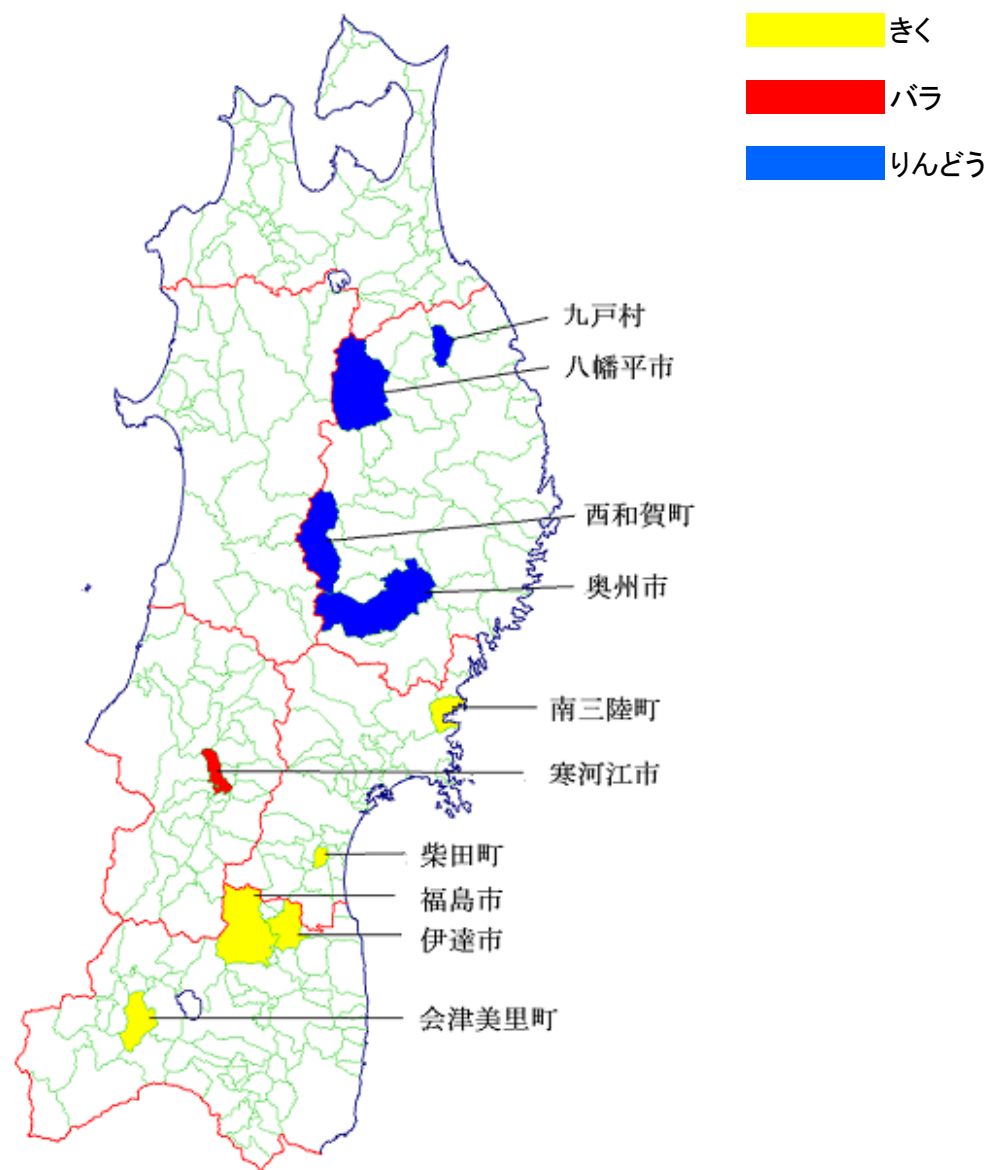 きく
バラ
りんどう
九戸村
八幡平市
西和賀町
奥州市
南三陸町
寒河江市
柴田町
福島市
伊達市
会津美里町